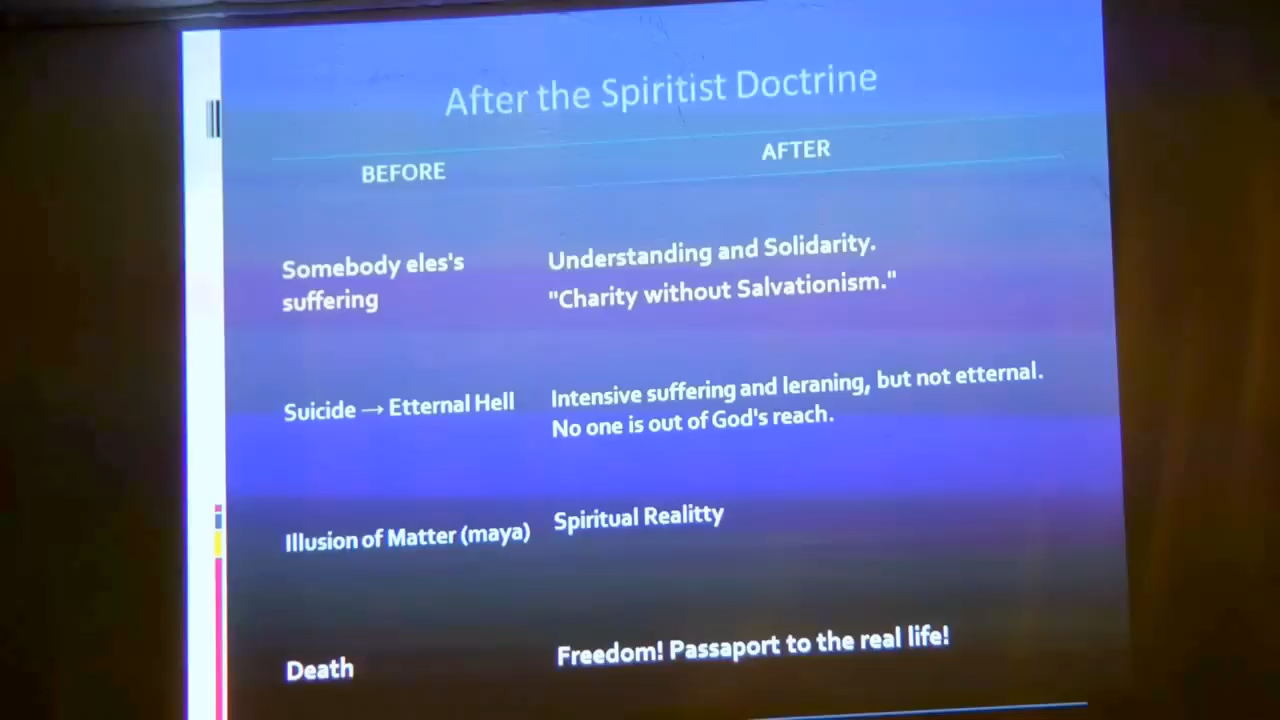 After the Spiritist Doctrine
BEFORE
AFTER
Somebody eles's
suffering
Understanding and Solidarity.
"Charity without Salvationism."
Suicide → Etternal Hell
Intensive suffering and leraning, but not etternal.
No one is out of God's reach.
Illusion of Matter (maya)
Spiritual Realitty
Death
Freedom! Passaport to the real life!